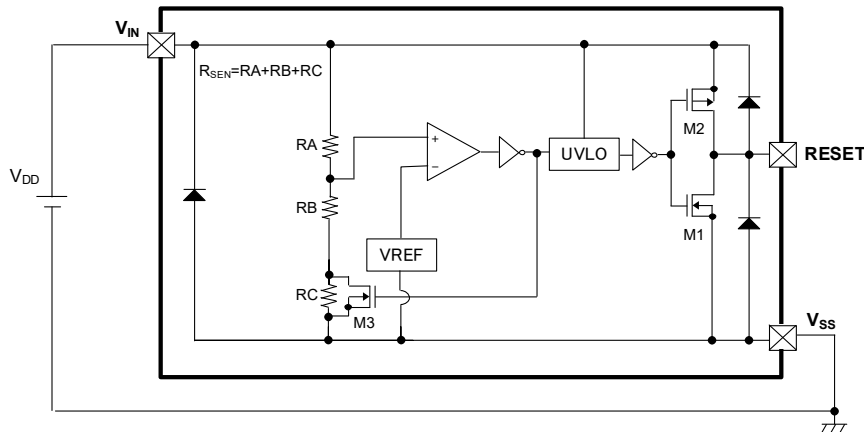 V_IN
R_SEN=RA+RB+RC
M2
RA
+
−
UVLO
RESET
V_DD
RB
M1
VREF
RC
M3
V_SS